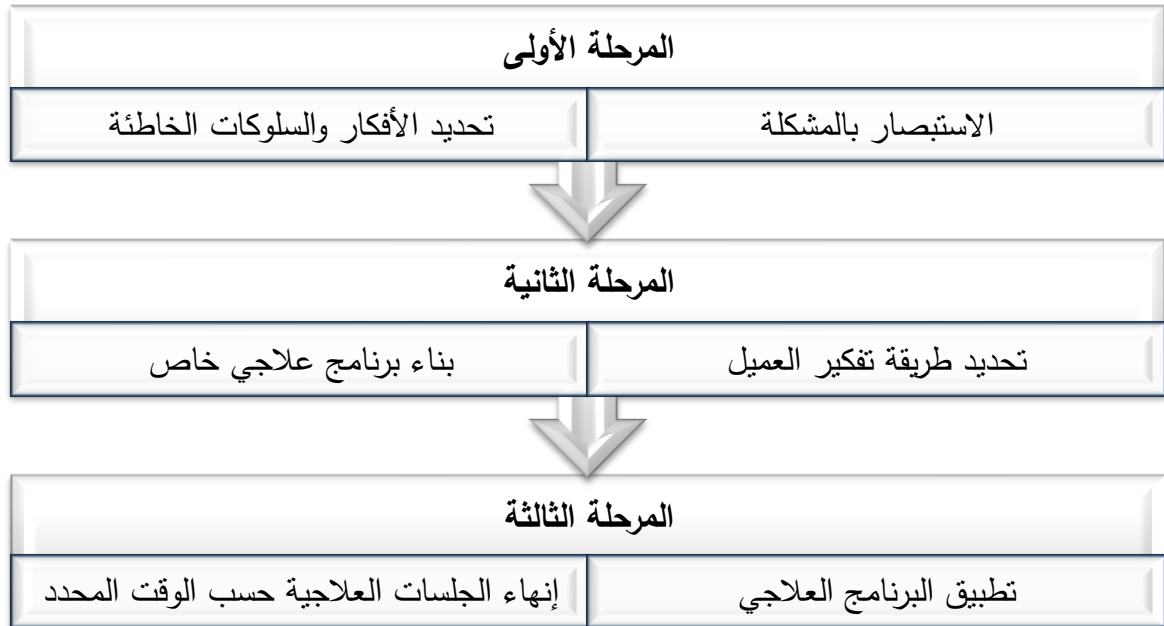 المرحلة الأولى
الاستبصار بالمشكلة
تحديد الأفكار والسلوكات الخاطئة
المرحلة الثانية
تحديد طريقة تفكير العميل
بناء برنامج علاجي خاص
المرحلة الثالثة
تطبيق البرنامج العلاجي
إنهاء الجلسات العلاجية حسب الوقت المحدد